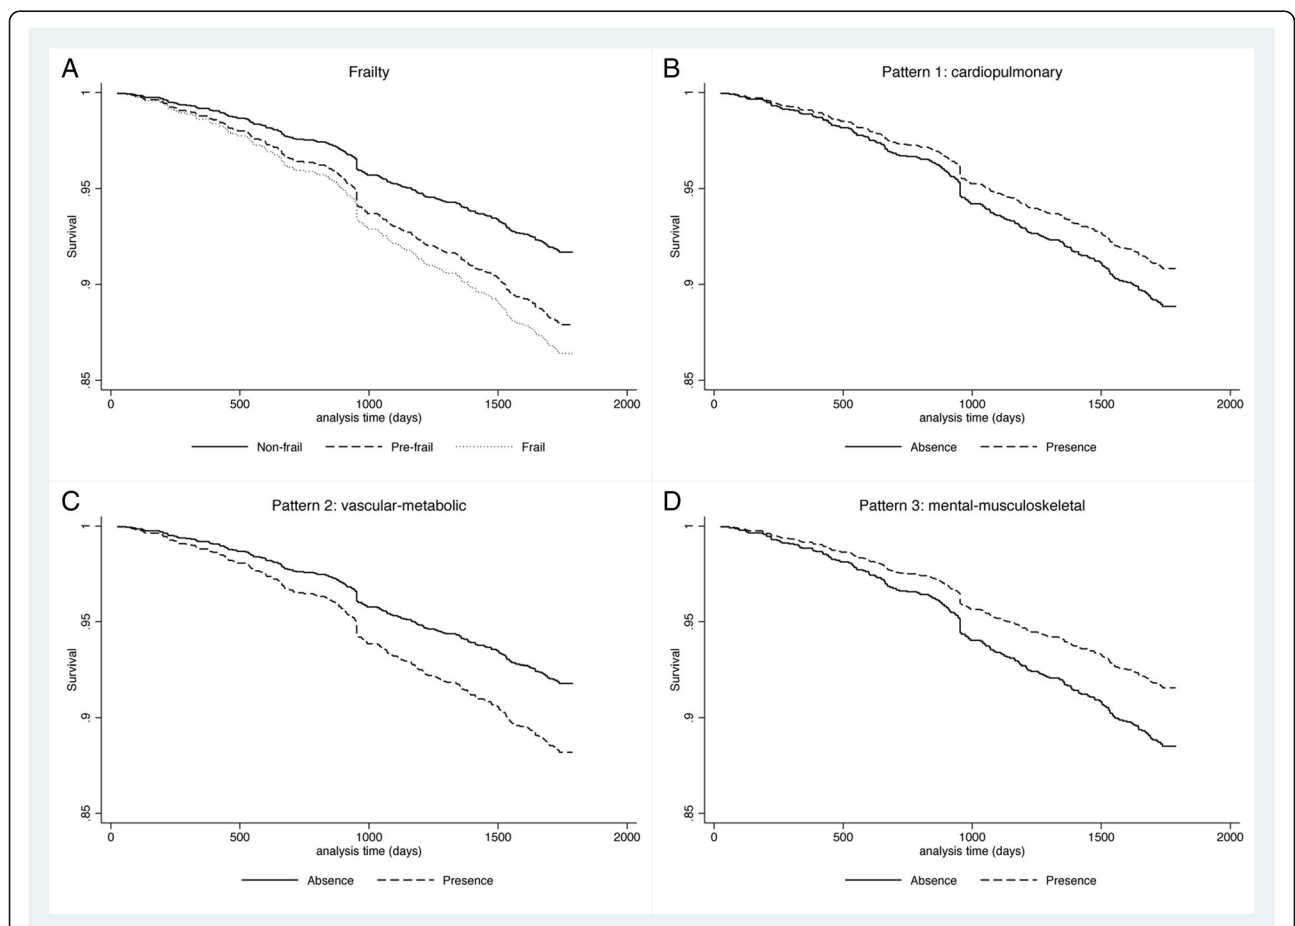 A
Frailty
1
.95
.9
.85
Survival
0 500 1000 1500 2000
analysis time (days)
Non-frail Pre-frail Frail
B
Pattern 1: cardiopulmonary
1
.95
.9
.85
Survival
0 500 1000 1500 2000
analysis time (days)
Absence Presence
C
Pattern 2: vascular-metabolic
1
.95
.9
.85
Survival
0 500 1000 1500 2000
analysis time (days)
Absence Presence
D
Pattern 3: mental-musculoskeletal
1
.95
.9
.85
Survival
0 500 1000 1500 2000
analysis time (days)
Absence Presence